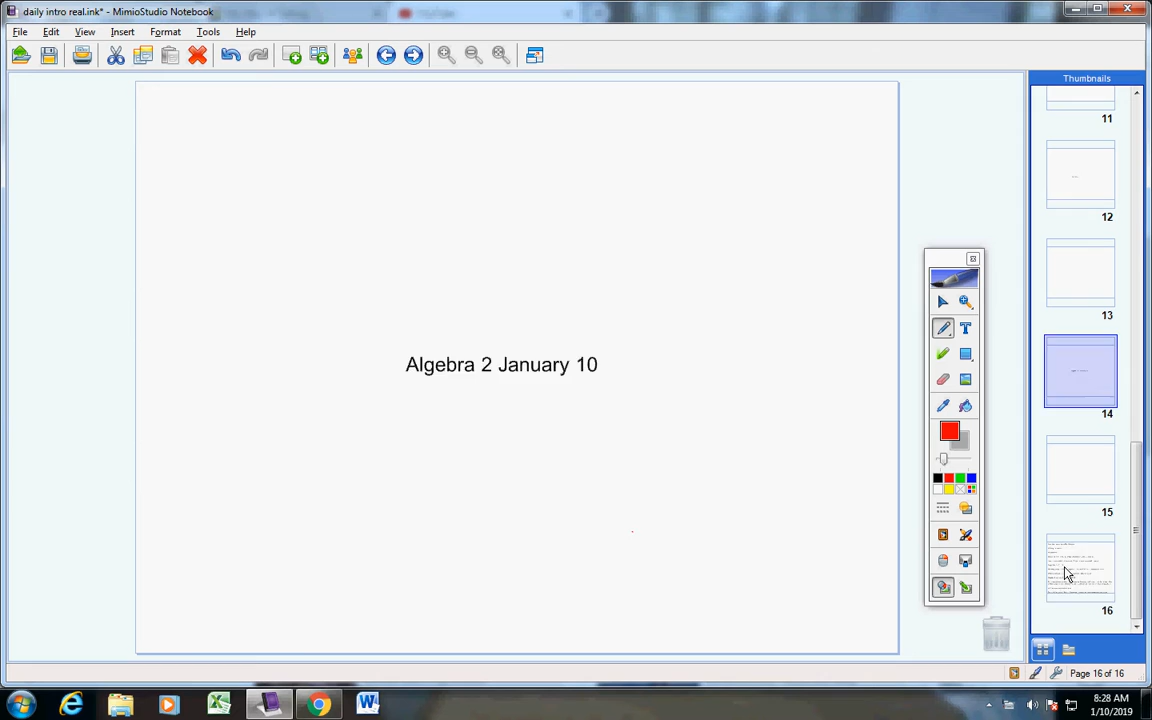 daily intro real.ink* - MimioStudio Notebook
File Edit View Insert Format Tools Help
Thumbnails
11
12
13
14
15
16
Algebra 2 January 10
T
Page 16 of 16
8:28 AM
1/10/2019